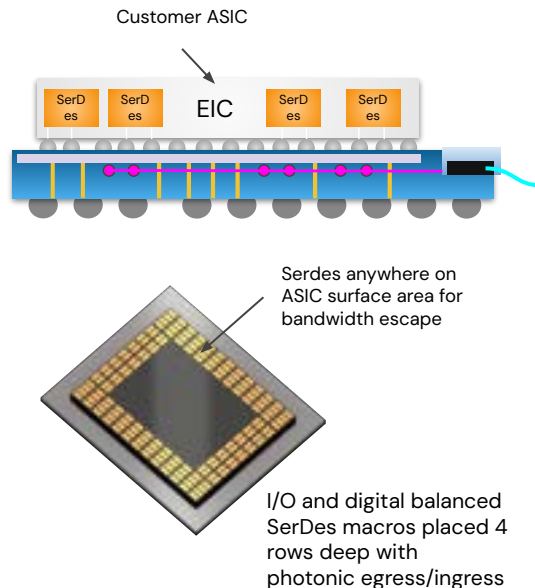 Customer ASIC
SerD
es
SerD
es
EIC
SerD
es
SerD
es
Serdes anywhere on
ASIC surface area for
bandwidth escape
I/O and digital balanced
SerDes macros placed 4
rows deep with
photonic egress/ingress